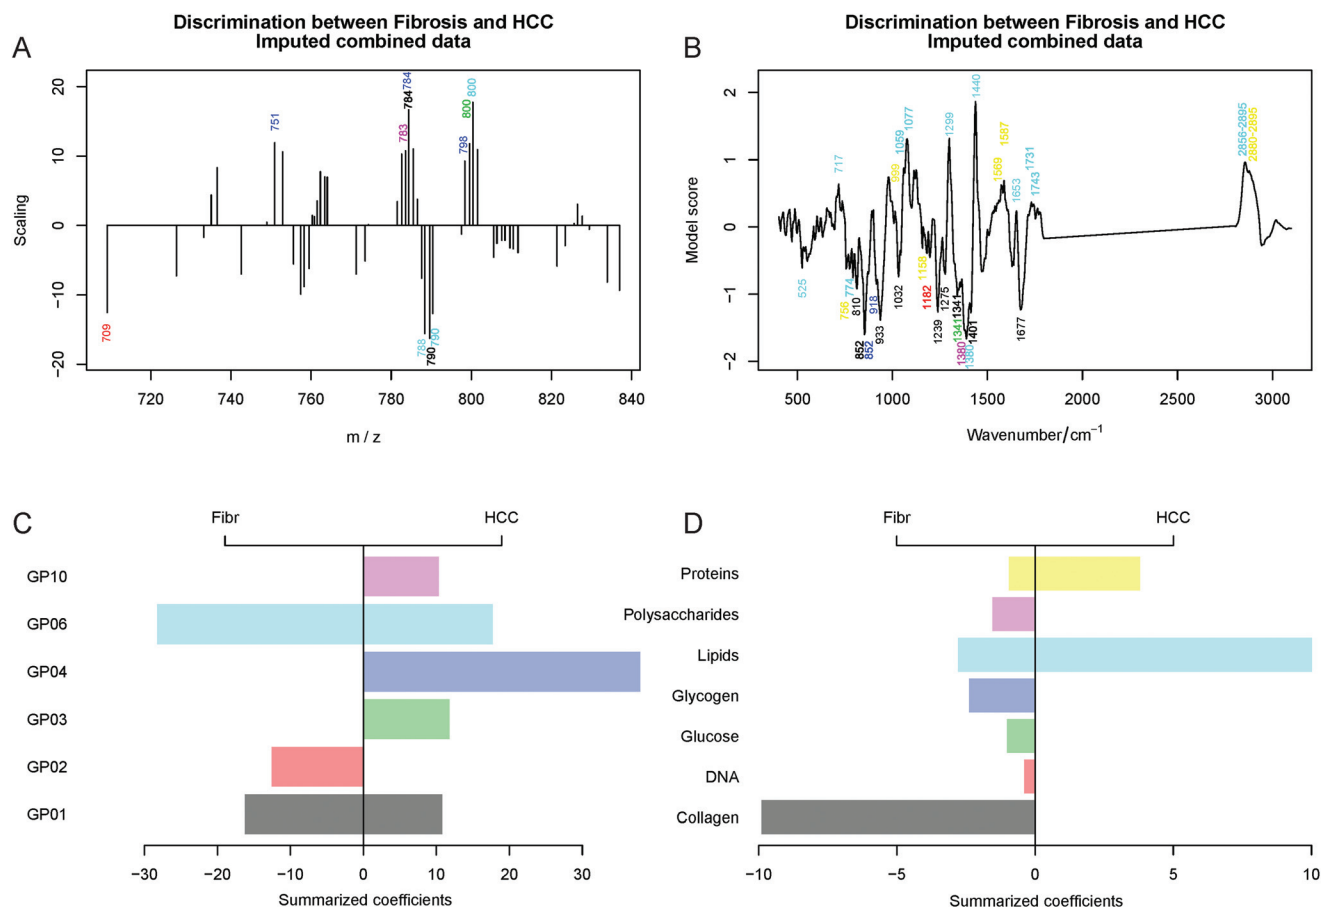 A
Discrimination between Fibrosis and HCC
Imputed combined data
Scaling
20
10
0
−10
−20
709
751
783
784
784
798
800
800
788
790
790
720
740
760
780
800
820
840
m / z
B
Discrimination between Fibrosis and HCC
Imputed combined data
Model score
2
1
0
−1
−2
525
717
756
774
810
852
852
918
933
999
1032
1059
1077
1158
1182
1239
1275
1299
1341
1341
1380
1380
1401
1440
1569
1587
1653
1677
1731
1743
2856-2895
2880-2895
500
1000
1500
2000
2500
3000
Wavenumber/cm−1
C
Fibr
HCC
GP10
GP06
GP04
GP03
GP02
GP01
−30
−20
−10
0
10
20
30
Summarized coefficients
D
Fibr
HCC
Proteins
Polysaccharides
Lipids
Glycogen
Glucose
DNA
Collagen
−10
−5
0
5
10
Summarized coefficients